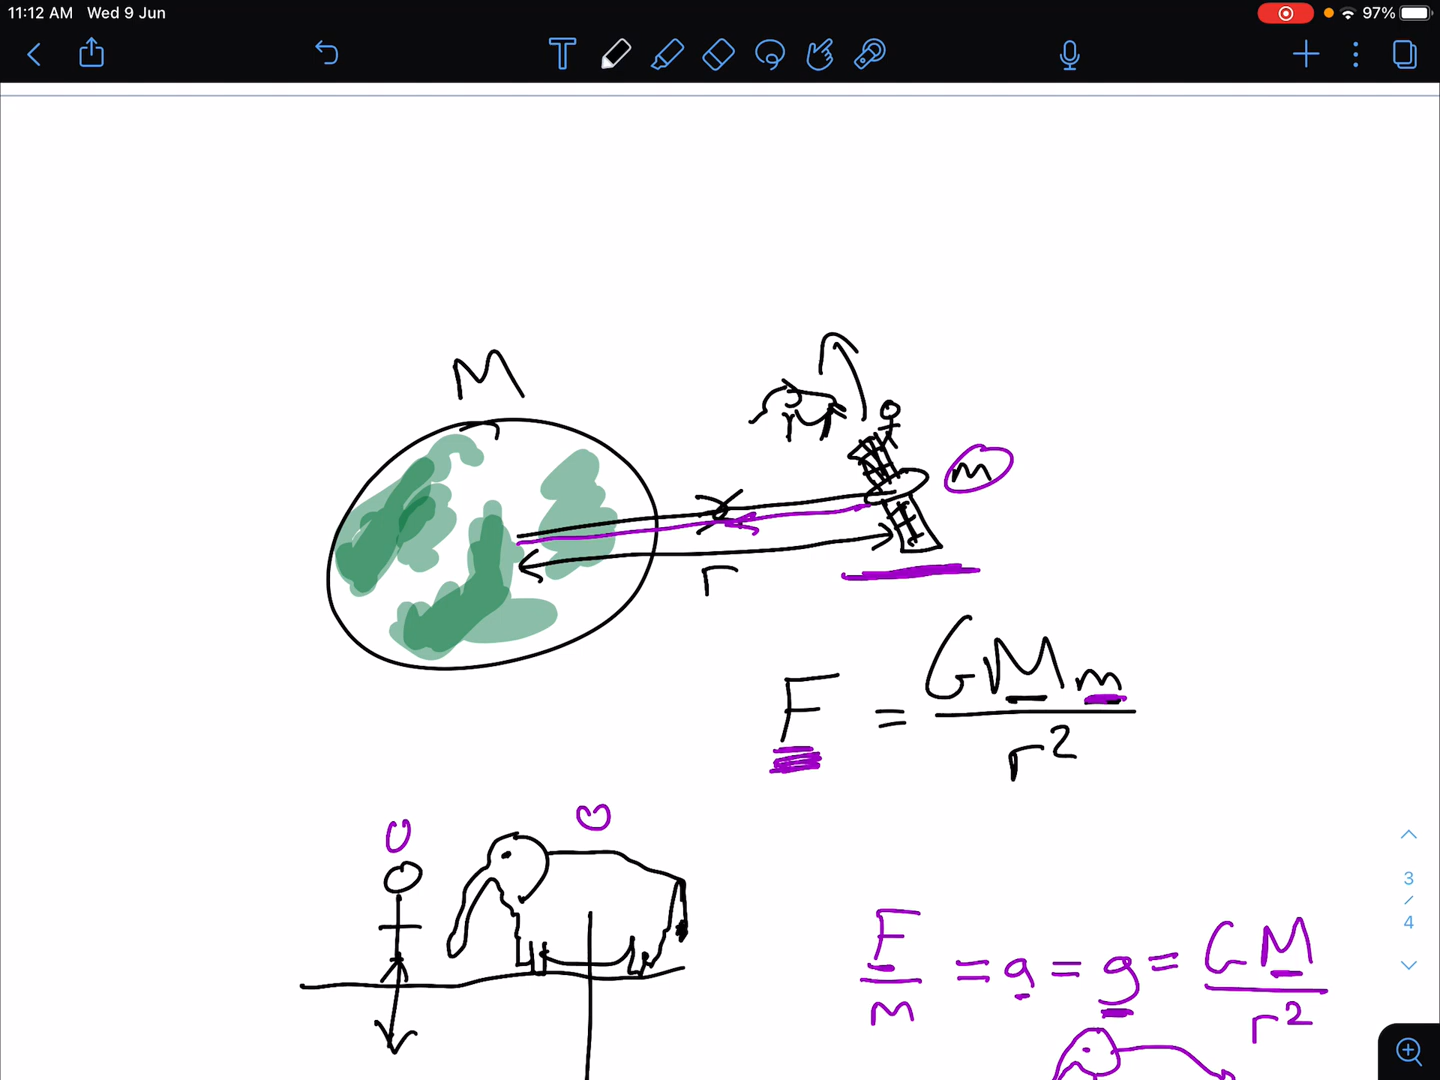 11:12 AM Wed 9 Jun
97%
T
M
m
r
F = GMm / r²
3
/
4
F/m = a = g = GM / r²